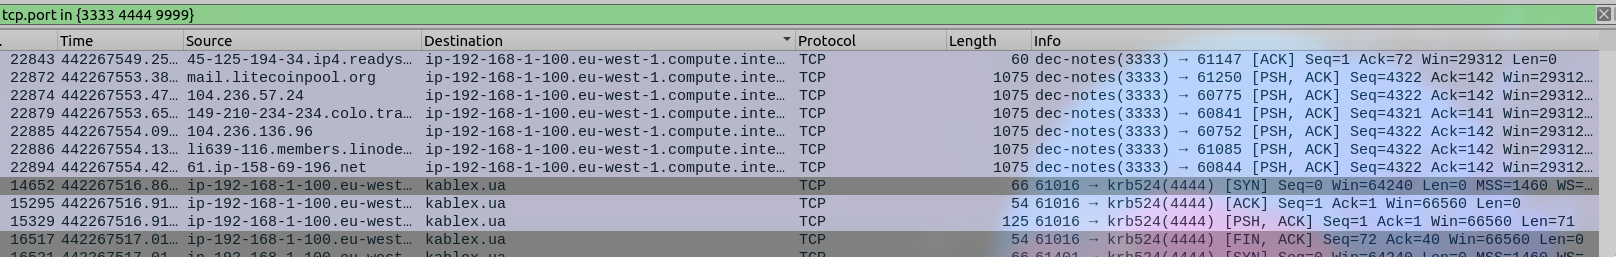 tcp.port in {3333 4444 9999}
. Time Source Destination Protocol Length Info
22843 442267549.25… 45-125-194-34.ip4.readys… ip-192-168-1-100.eu-west-1.compute.inte… TCP 60 dec-notes(3333) → 61147 [ACK] Seq=1 Ack=72 Win=29312 Len=0
22872 442267553.38… mail.litecoinpool.org ip-192-168-1-100.eu-west-1.compute.inte… TCP 1075 dec-notes(3333) → 61250 [PSH, ACK] Seq=4322 Ack=142 Win=29312…
22874 442267553.47… 104.236.57.24 ip-192-168-1-100.eu-west-1.compute.inte… TCP 1075 dec-notes(3333) → 60775 [PSH, ACK] Seq=4322 Ack=142 Win=29312…
22879 442267553.65… 149-210-234-234.colo.tra… ip-192-168-1-100.eu-west-1.compute.inte… TCP 1075 dec-notes(3333) → 60841 [PSH, ACK] Seq=4321 Ack=141 Win=29312…
22885 442267554.09… 104.236.136.96 ip-192-168-1-100.eu-west-1.compute.inte… TCP 1075 dec-notes(3333) → 60752 [PSH, ACK] Seq=4322 Ack=142 Win=29312…
22886 442267554.13… li639-116.members.linode… ip-192-168-1-100.eu-west-1.compute.inte… TCP 1075 dec-notes(3333) → 61085 [PSH, ACK] Seq=4322 Ack=142 Win=29312…
22894 442267554.42… 61.ip-158-69-196.net ip-192-168-1-100.eu-west-1.compute.inte… TCP 1075 dec-notes(3333) → 60844 [PSH, ACK] Seq=4322 Ack=142 Win=29312…
14652 442267516.86… ip-192-168-1-100.eu-west… kablex.ua TCP 66 61016 → krb524(4444) [SYN] Seq=0 Win=64240 Len=0 MSS=1460 WS=…
15295 442267516.91… ip-192-168-1-100.eu-west… kablex.ua TCP 54 61016 → krb524(4444) [ACK] Seq=1 Ack=1 Win=66560 Len=0
15329 442267516.91… ip-192-168-1-100.eu-west… kablex.ua TCP 125 61016 → krb524(4444) [PSH, ACK] Seq=1 Ack=1 Win=66560 Len=71
16517 442267517.01… ip-192-168-1-100.eu-west… kablex.ua TCP 54 61016 → krb524(4444) [FIN, ACK] Seq=72 Ack=40 Win=66560 Len=0